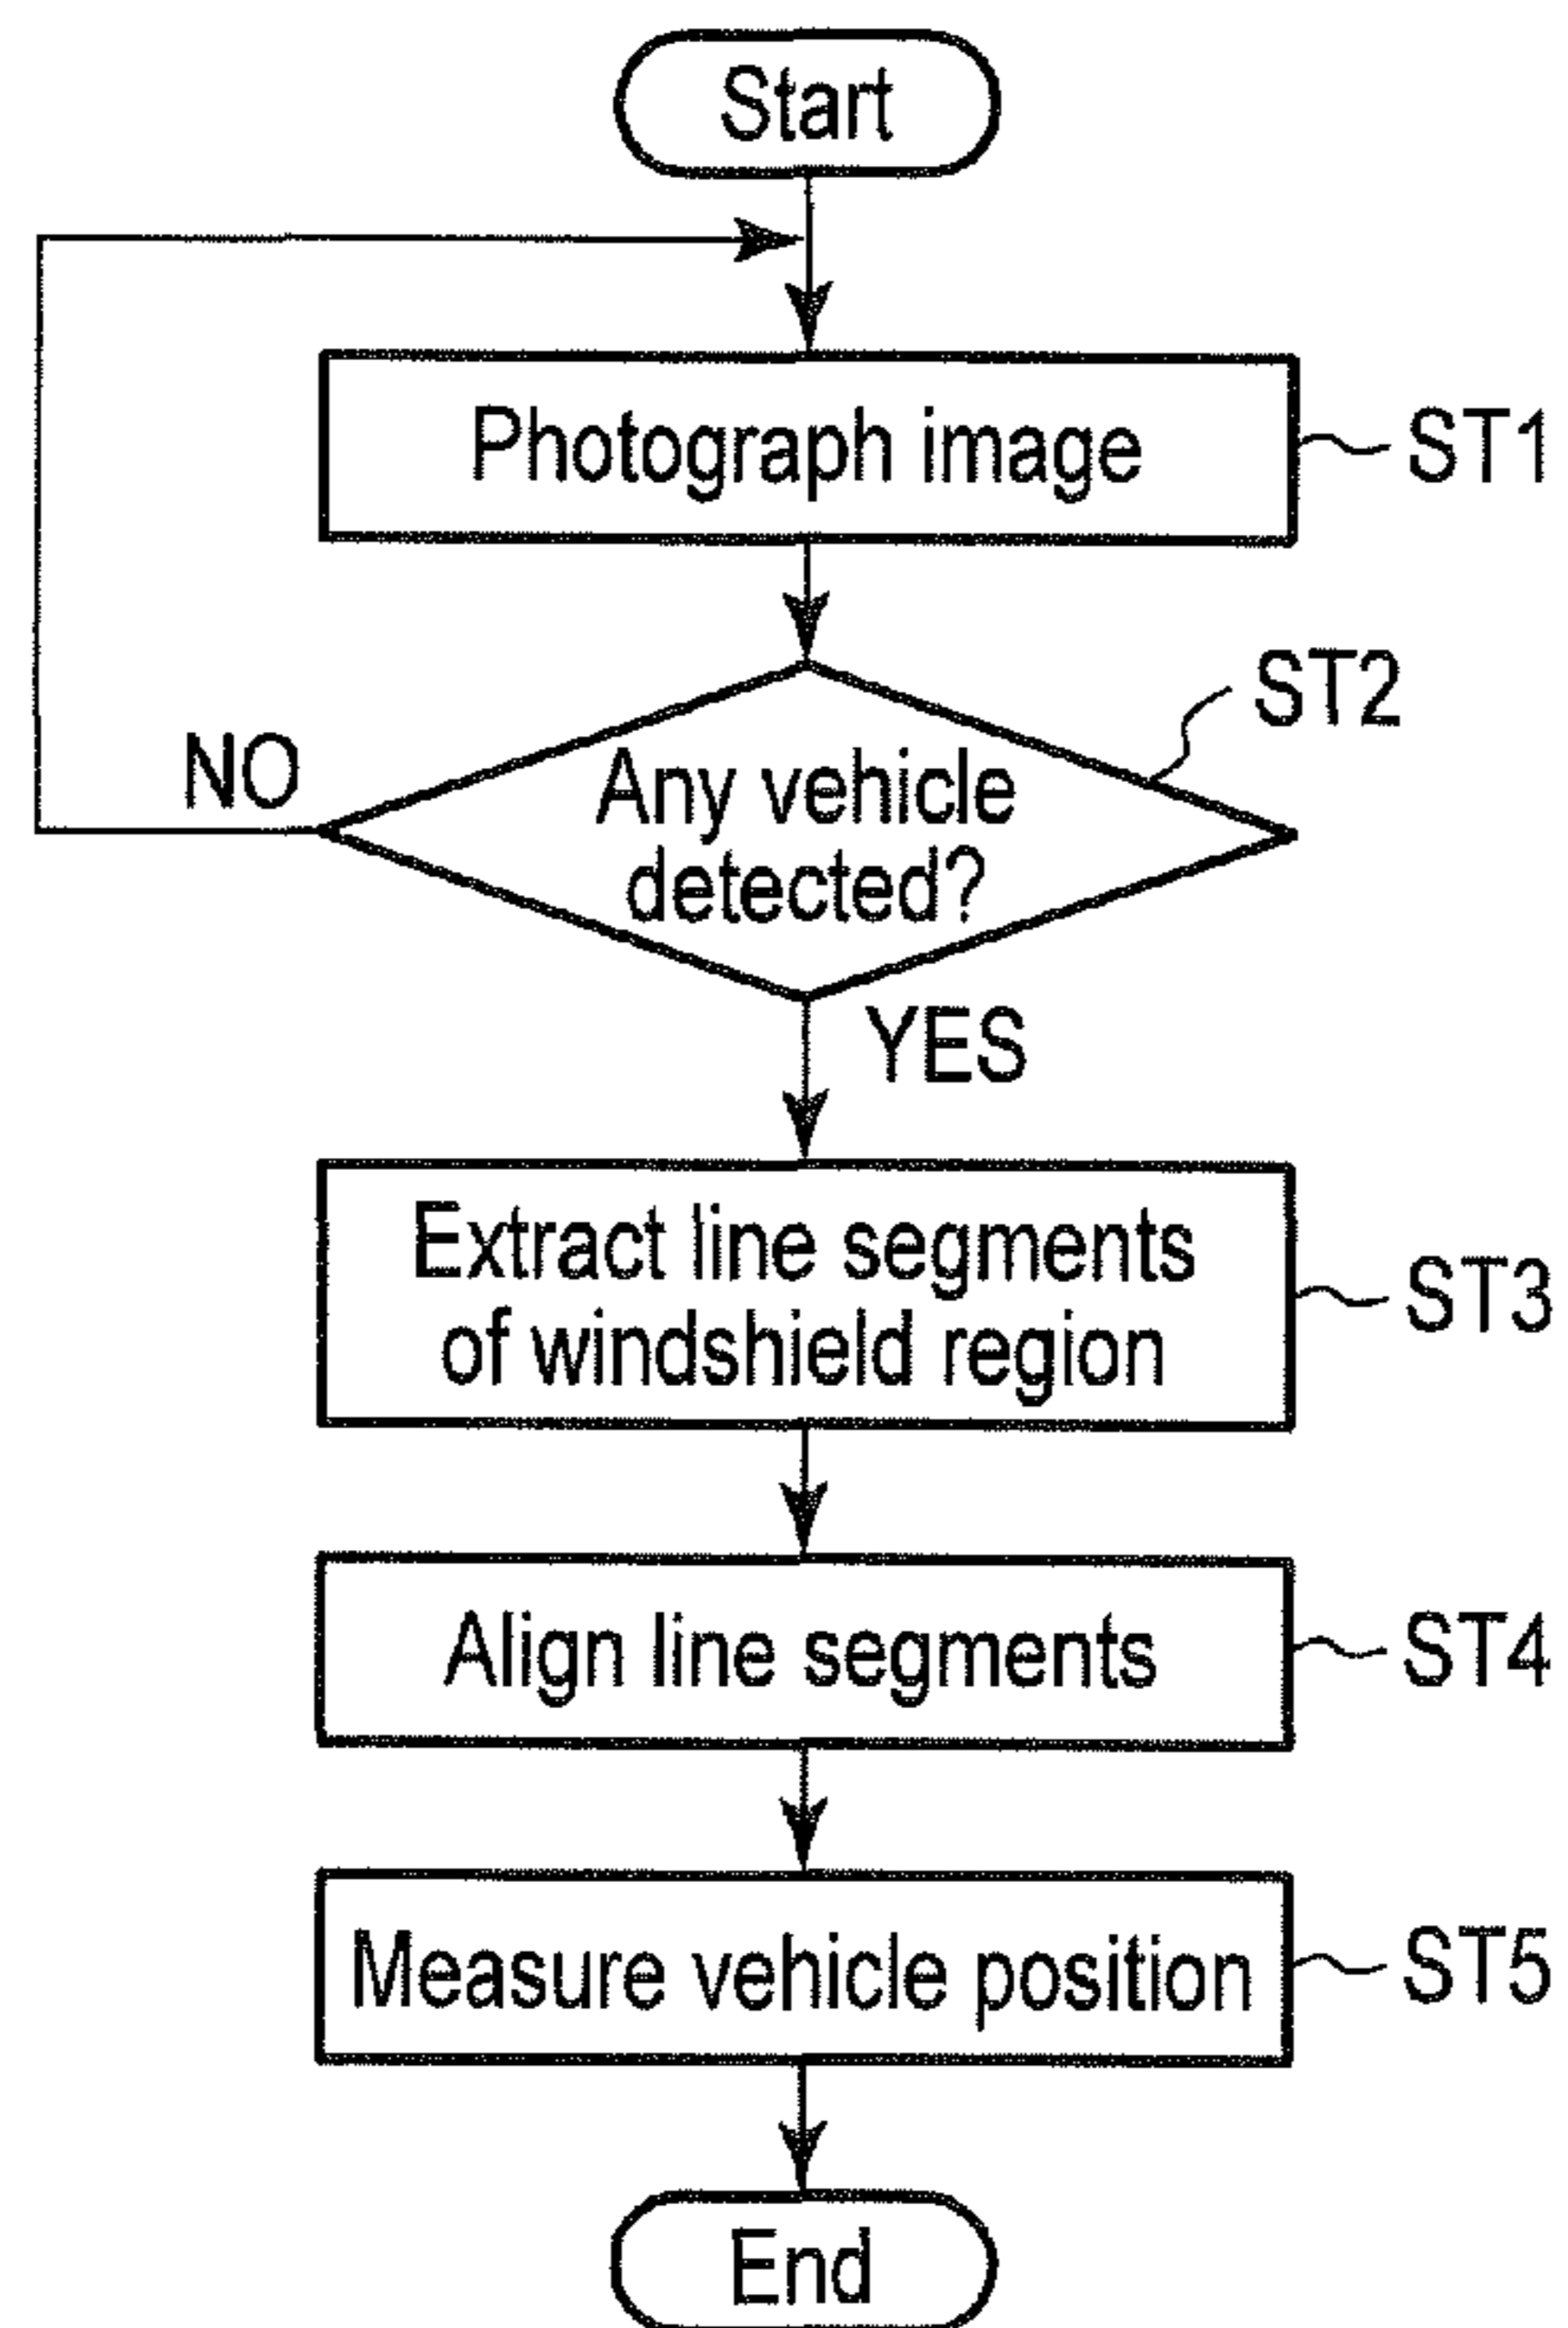 Start
Photograph image
ST1
ST2
NO
Any vehicle
detected?
YES
Extract line segments
of windshield region
ST3
Align line segments
ST4
Measure vehicle position
ST5
End